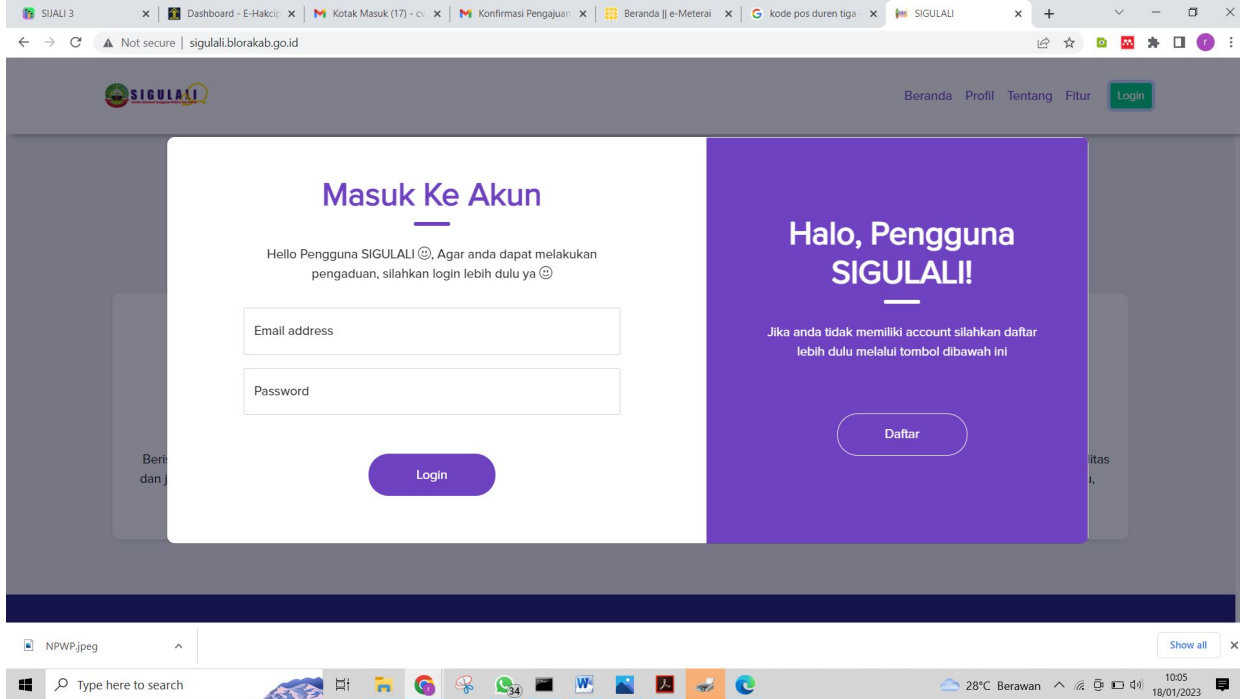 SIJALI 3
Dashboard - E-Hakcip
Kotak Masuk (17) - cv
Konfirmasi Pengajuan
Beranda || e-Meterai
kode pos duren tiga -
SIGULALI
Not secure | sigulali.blorakab.go.id
SIGULALI
Beranda Profil Tentang Fitur Login
Masuk Ke Akun
Hello Pengguna SIGULALI, Agar anda dapat melakukan
pengaduan, silahkan login lebih dulu ya
Email address
Password
Login
Halo, Pengguna
SIGULALI!
Jika anda tidak memiliki account silahkan daftar
lebih dulu melalui tombol dibawah ini
Daftar
dan j
litas
NPWP.jpeg
Show all
Type here to search
34
28°C Berawan
10:05
18/01/2023